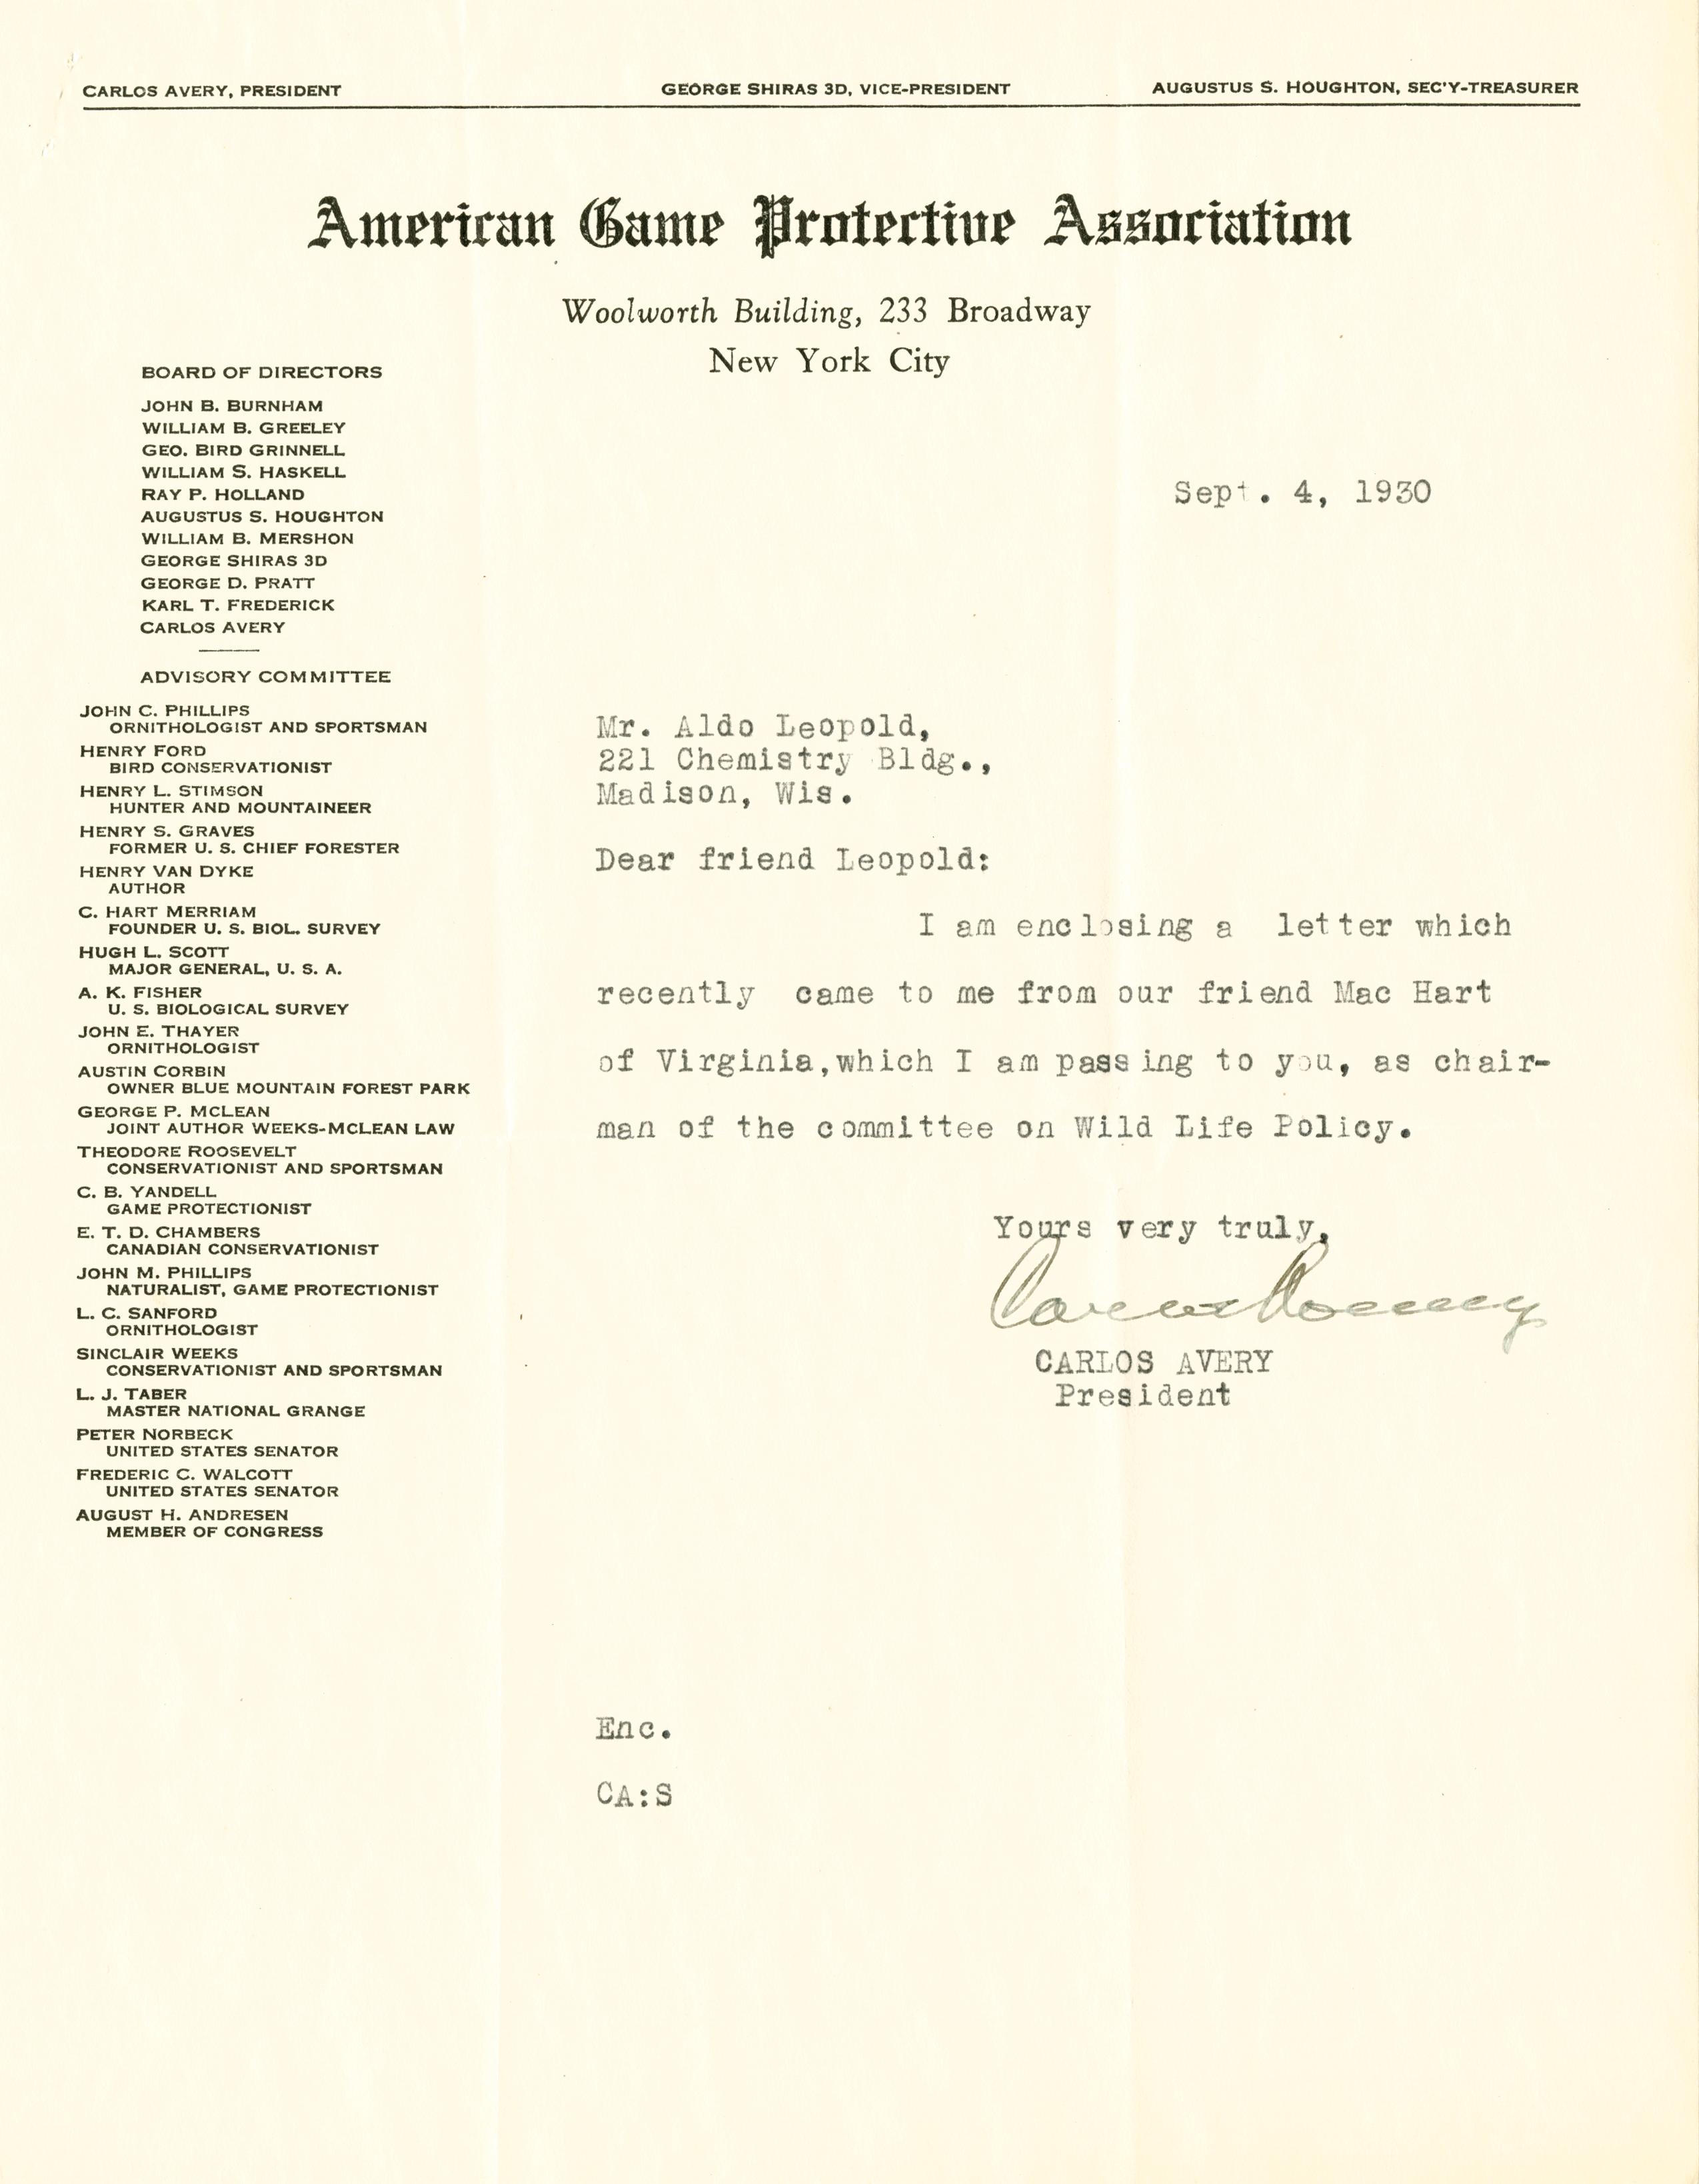 CARLOS AVERY, PRESIDENT GEORGE SHIRAS 3D, VICE-PRESIDENT AUGUSTUS S. HOUGHTON, SEC'Y-TREASURER
American Game Protective Association
Woolworth Building, 233 Broadway
New York City
BOARD OF DIRECTORS
JOHN B. BURNHAM
WILLIAM B. GREELEY
GEO. BIRD GRINNELL
WILLIAM S. HASKELL
RAY P. HOLLAND
AUGUSTUS S. HOUGHTON
WILLIAM B. MERSHON
GEORGE SHIRAS 3D
GEORGE D. PRATT
KARL T. FREDERICK
CARLOS AVERY
ADVISORY COMMITTEE
JOHN C. PHILLIPS
ORNITHOLOGIST AND SPORTSMAN
HENRY FORD
BIRD CONSERVATIONIST
HENRY L. STIMSON
HUNTER AND MOUNTAINEER
HENRY S. GRAVES
FORMER U. S. CHIEF FORESTER
HENRY VAN DYKE
AUTHOR
C. HART MERRIAM
FOUNDER U. S. BIOL. SURVEY
HUGH L. SCOTT
MAJOR GENERAL, U. S. A.
A. K. FISHER
U. S. BIOLOGICAL SURVEY
JOHN E. THAYER
ORNITHOLOGIST
AUSTIN CORBIN
OWNER BLUE MOUNTAIN FOREST PARK
GEORGE P. MCLEAN
JOINT AUTHOR WEEKS-MCLEAN LAW
THEODORE ROOSEVELT
CONSERVATIONIST AND SPORTSMAN
C. B. YANDELL
GAME PROTECTIONIST
E. T. D. CHAMBERS
CANADIAN CONSERVATIONIST
JOHN M. PHILLIPS
NATURALIST, GAME PROTECTIONIST
L. C. SANFORD
ORNITHOLOGIST
SINCLAIR WEEKS
CONSERVATIONIST AND SPORTSMAN
L. J. TABER
MASTER NATIONAL GRANGE
PETER NORBECK
UNITED STATES SENATOR
FREDERIC C. WALCOTT
UNITED STATES SENATOR
AUGUST H. ANDRESEN
MEMBER OF CONGRESS
Sept. 4, 1930
Mr. Aldo Leopold,
221 Chemistry Bldg.,
Madison, Wis.
Dear friend Leopold:
I am enclosing a letter which
recently came to me from our friend Mac Hart
of Virginia,which I am passing to you, as chair-
man of the committee on Wild Life Policy.
Yours very truly,
Carlos Avery
CARLOS AVERY
President
Enc.
CA:S